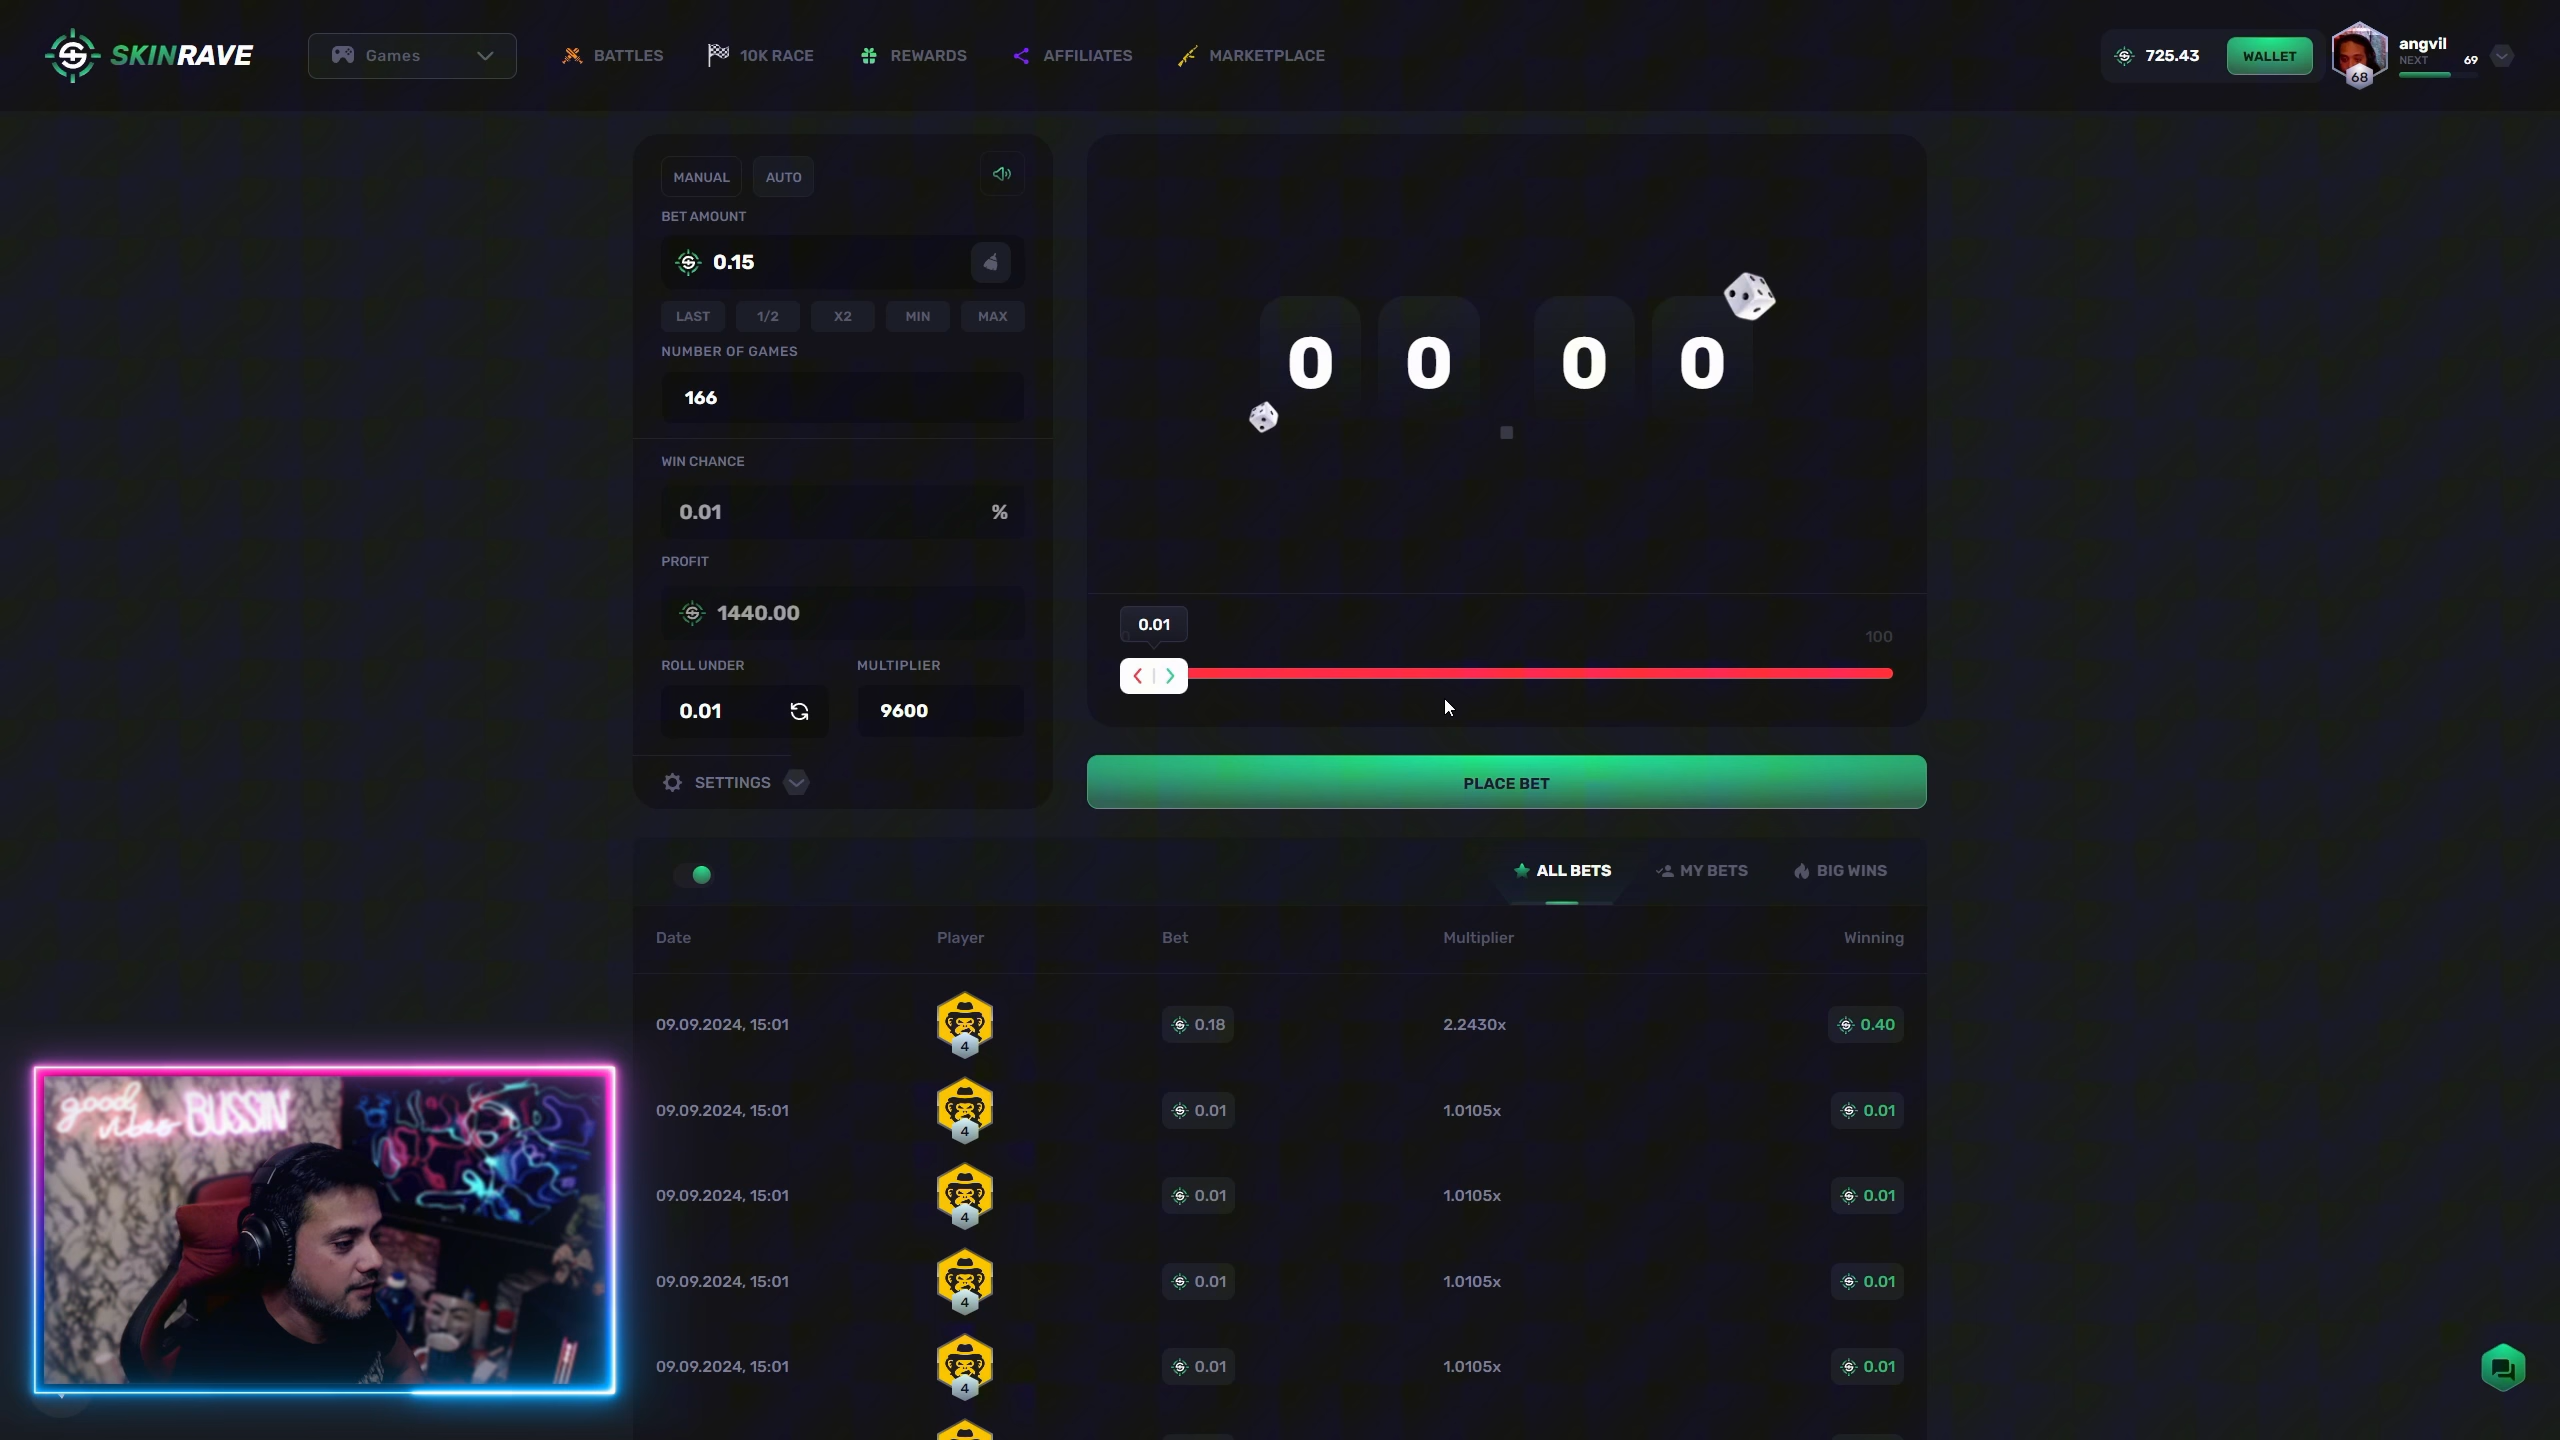 SKINRAVE
Games
BATTLES
10K RACE
REWARDS
AFFILIATES
MARKETPLACE
725.43
WALLET
angvil
NEXT 69
68
MANUAL AUTO
BET AMOUNT
0.15
LAST 1/2 X2 MIN MAX
NUMBER OF GAMES
166
WIN CHANCE
0.01 %
PROFIT
1440.00
ROLL UNDER MULTIPLIER
0.01 9600
SETTINGS
0 0 0 0
0.01
0 100
PLACE BET
ALL BETS MY BETS BIG WINS
Date Player Bet Multiplier Winning
09.09.2024, 15:01 4 0.18 2.2430x 0.40
09.09.2024, 15:01 4 0.01 1.0105x 0.01
09.09.2024, 15:01 4 0.01 1.0105x 0.01
09.09.2024, 15:01 4 0.01 1.0105x 0.01
09.09.2024, 15:01 4 0.01 1.0105x 0.01
good vibes BUSSIN'